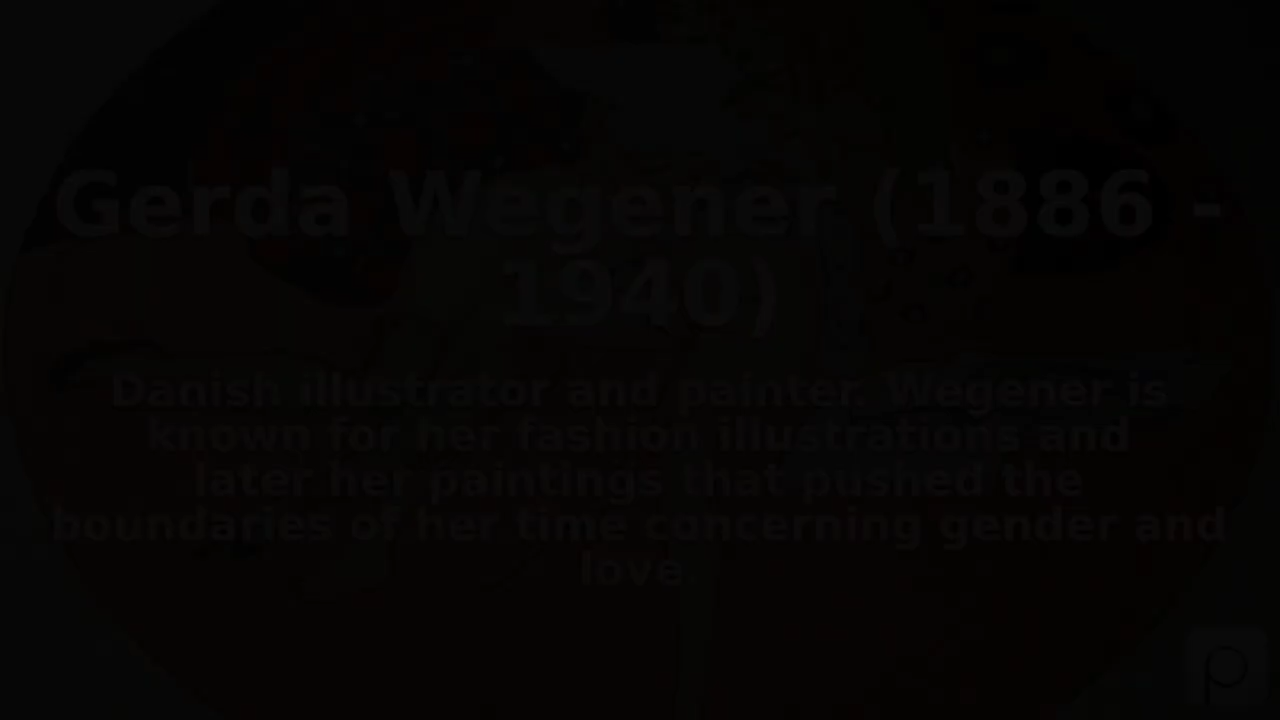 Gerda Wegener (1886 -
1940)
Danish illustrator and painter. Wegener is
known for her fashion illustrations and
later her paintings that pushed the
boundaries of her time concerning gender and
love